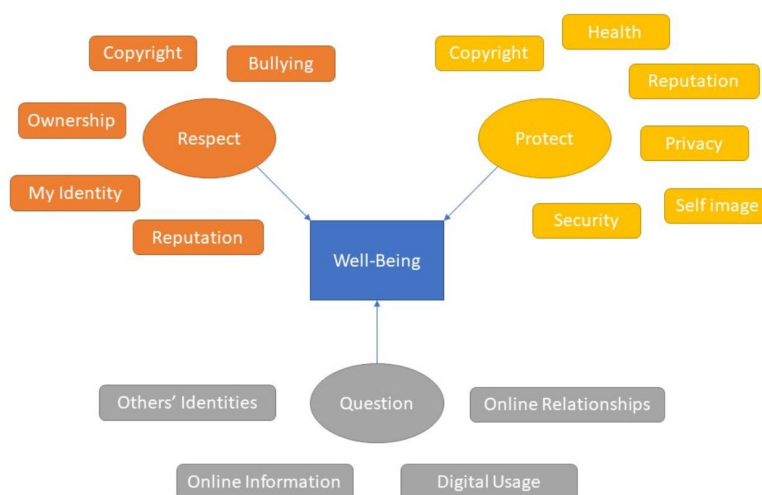 Copyright
Bullying
Ownership
Respect
My Identity
Reputation
Copyright
Health
Reputation
Protect
Privacy
Self image
Security
Well-Being
Others’ Identities
Question
Online Relationships
Online Information
Digital Usage